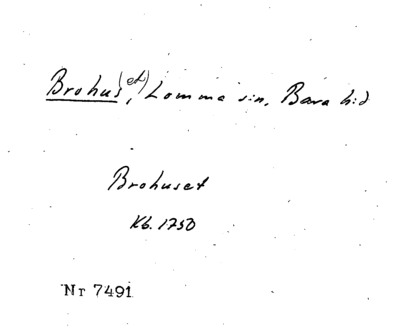 Brohus(et), Lomma sn, Bara hd
Brohuset
Kb. 1750
Nr 7491